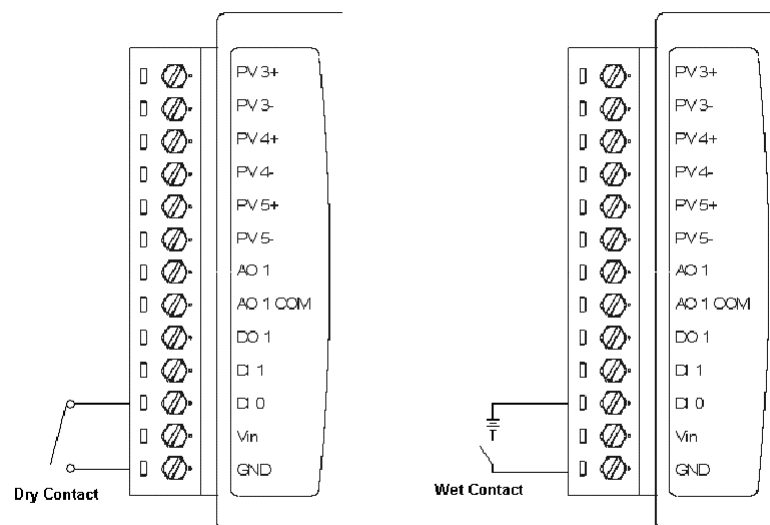 PV3+
PV3-
PV4+
PV4-
PV5+
PV5-
AO 1
AO 1 COM
DO 1
DI 1
DI 0
Vin
GND
Dry Contact
PV3+
PV3-
PV4+
PV4-
PV5+
PV5-
AO 1
AO 1 COM
DO 1
DI 1
DI 0
Vin
GND
Wet Contact